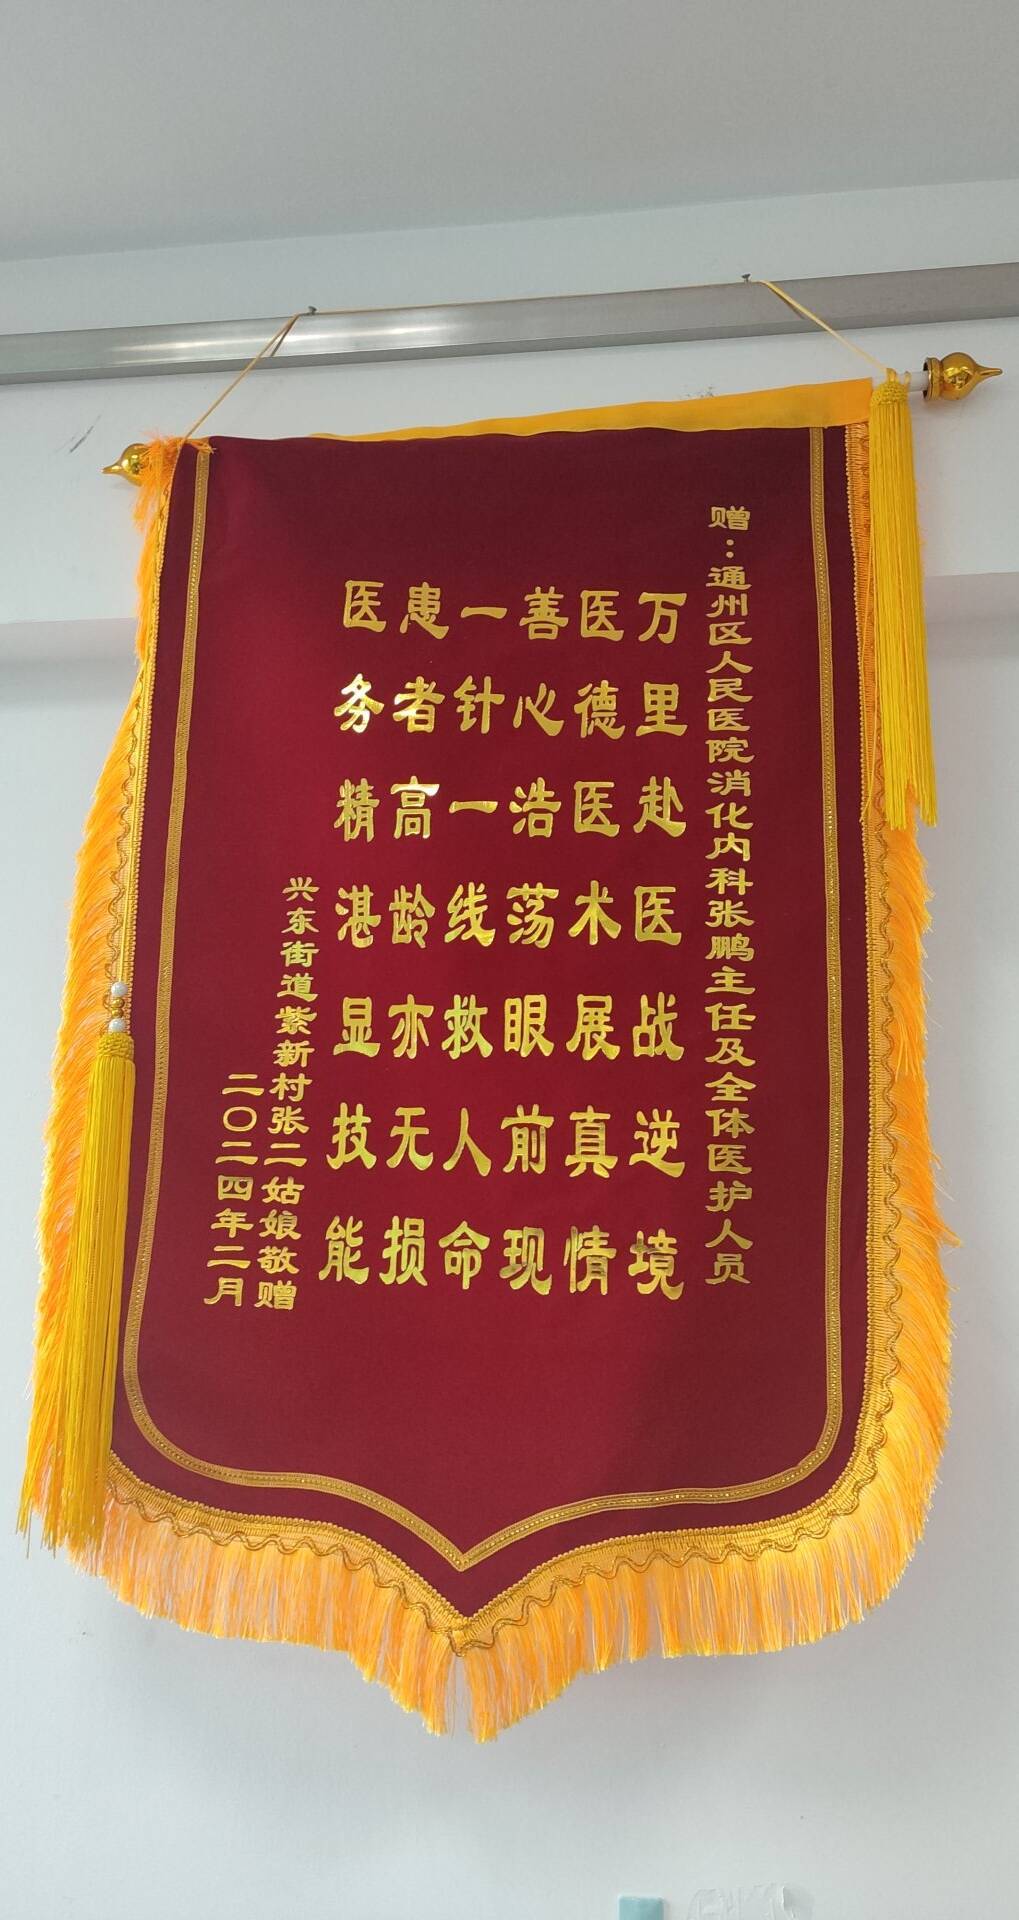 赠：通州区人民医院消化内科张鹏主任及全体医护人员
万里赴医战逆境
医德医术展真情
善心浩荡眼前现
一针一线救人命
患者高龄亦无损
医务精湛显技能
兴东街道紫新村张二姑娘敬赠
二〇二四年二月